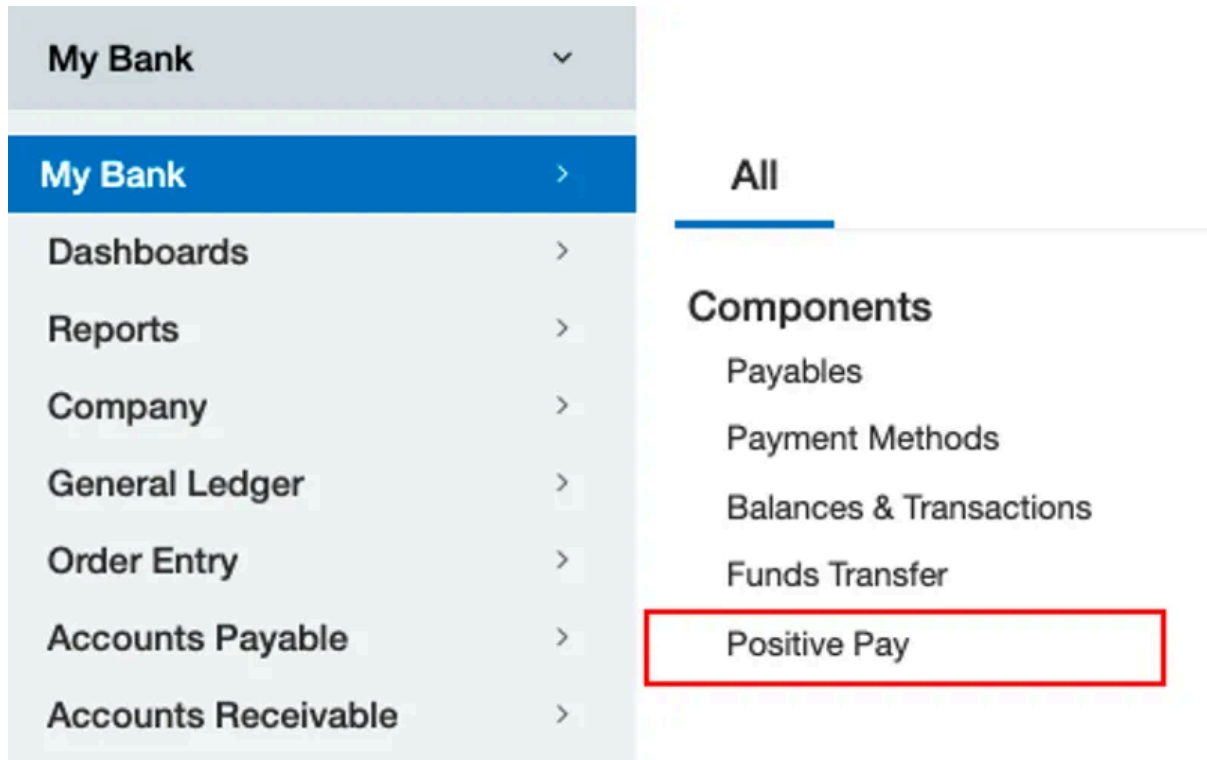 My Bank
My Bank
Dashboards
Reports
Company
General Ledger
Order Entry
Accounts Payable
Accounts Receivable
All
Components
Payables
Payment Methods
Balances & Transactions
Funds Transfer
Positive Pay